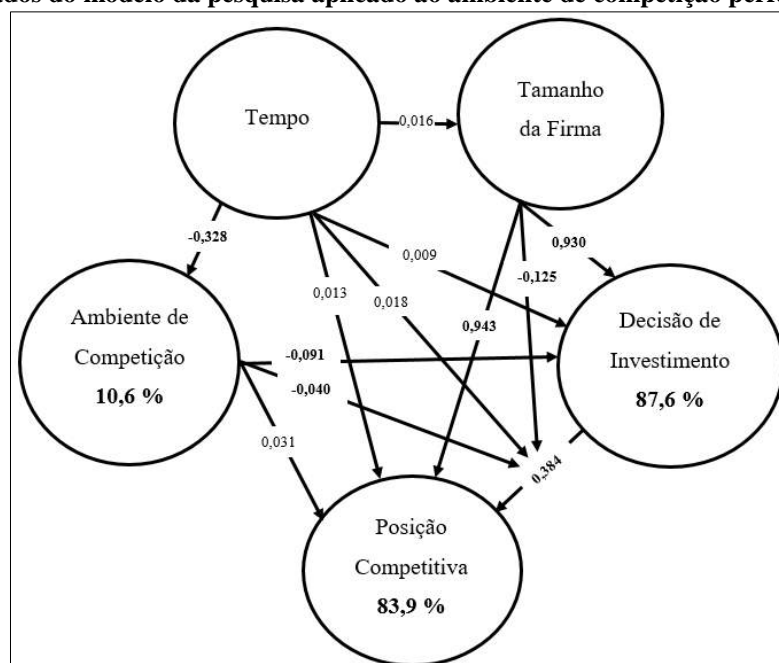 do modelo da pesquisa aplicado ao ambiente de competição
Tempo
0,016
Tamanho
da Firma
-0,328
0,930
0,009
-0,125
0,013
0,018
Ambiente de
Competição
10,6 %
0,943
Decisão de
Investimento
87,6 %
-0,091
-0,040
0,031
0,384
Posição
Competitiva
83,9 %